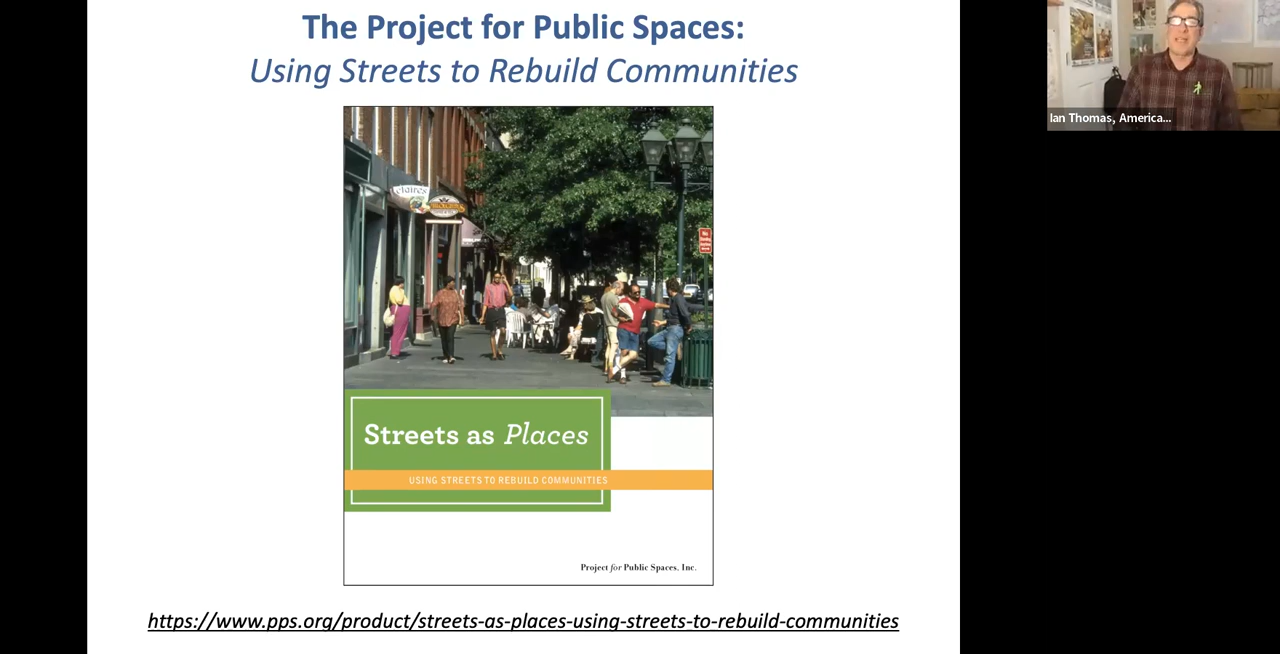 The Project for Public Spaces:
Using Streets to Rebuild Communities
Ian Thomas, America...
Streets as Places
USING STREETS TO REBUILD COMMUNITIES
Project for Public Spaces, Inc.
https://www.pps.org/product/streets-as-places-using-streets-to-rebuild-communities